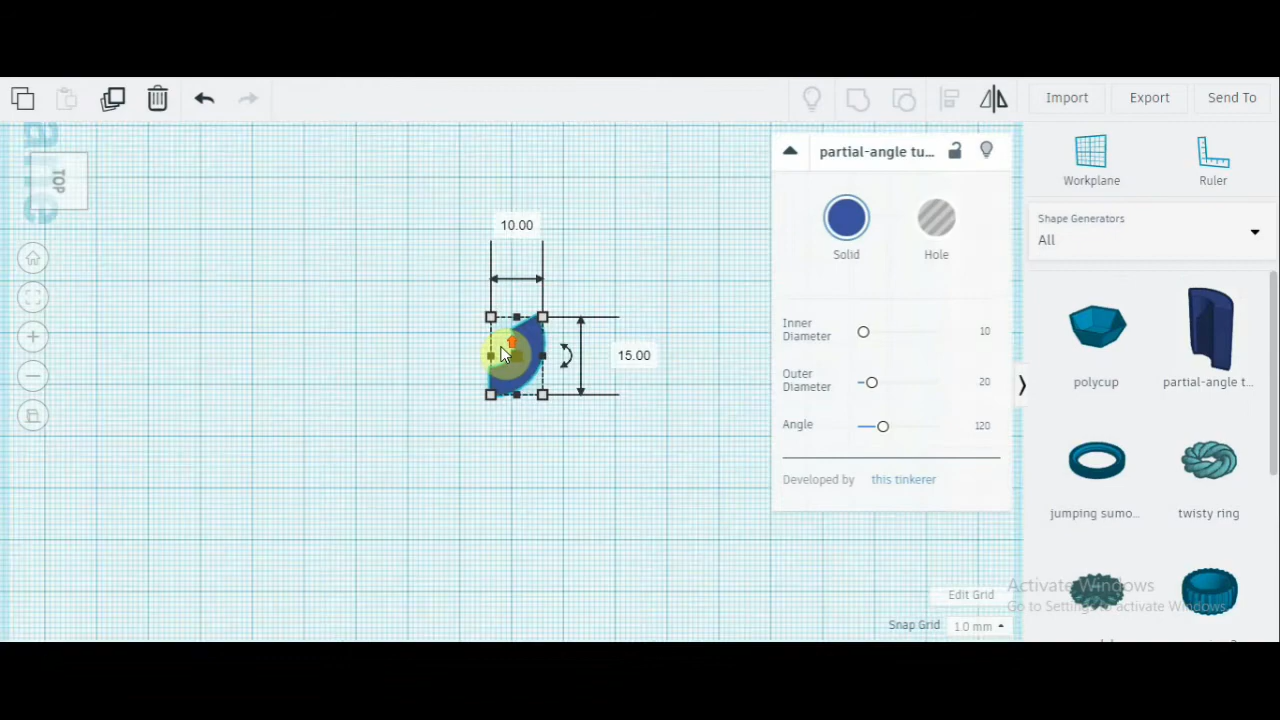 Import
Export
Send To
TOP
10.00
15.00
partial-angle tu...
Solid
Hole
Inner
Diameter
10
Outer
Diameter
20
Angle
120
Developed by
this tinkerer
Workplane
Ruler
Shape Generators
All
polycup
partial-angle t...
jumping sumo...
twisty ring
Activate Windows
Go to Settings to activate Windows.
Edit Grid
Snap Grid
1.0 mm